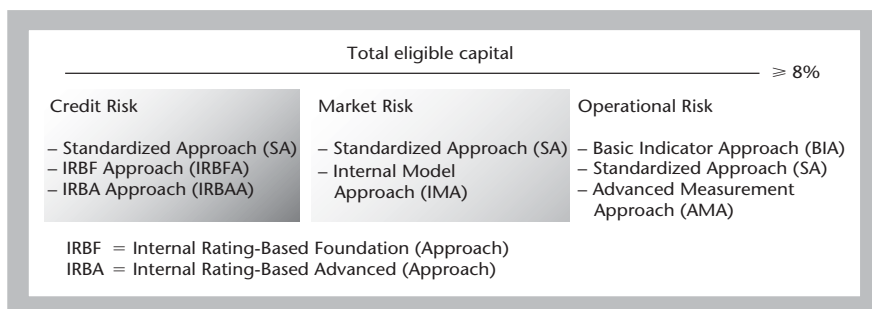 Total eligible capital
⩾ 8%
Credit Risk
– Standardized Approach (SA)
– IRBF Approach (IRBFA)
– IRBA Approach (IRBAA)
Market Risk
– Standardized Approach (SA)
– Internal Model
Approach (IMA)
Operational Risk
– Basic Indicator Approach (BIA)
– Standardized Approach (SA)
– Advanced Measurement
Approach (AMA)
IRBF = Internal Rating-Based Foundation (Approach)
IRBA = Internal Rating-Based Advanced (Approach)